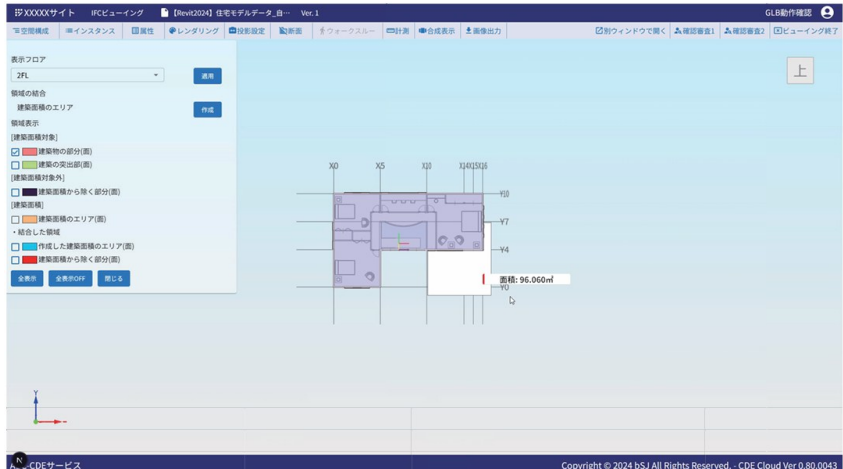 XXXXXサイト IFCビューイング 【Revit2024】住宅モデルデータ_自… Ver. 1 GLB動作確認
空間構成 インスタンス 属性 レンダリング 投影設定 断面 ウォークスルー 計測 合成表示 画像出力 別ウィンドウで開く 確認審査1 確認審査2 ビューイング終了
表示フロア
2FL 適用
領域の結合
建築面積のエリア 作成
領域表示
[建築面積対象]
建築物の部分(面)
建築の突出部(面)
[建築面積対象外]
建築面積から除く部分(面)
[建築面積]
建築面積のエリア(面)
・結合した領域
作成した建築面積のエリア(面)
建築面積から除く部分(面)
全表示 全表示OFF 閉じる
上
X0 X5 X10 X14 X15 X16
Y10
Y7
Y4
面積: 96.060㎡
Y0
Y
N
CDEサービス Copyright © 2024 bSJ All Rights Reserved. - CDE Cloud Ver 0.80.0043